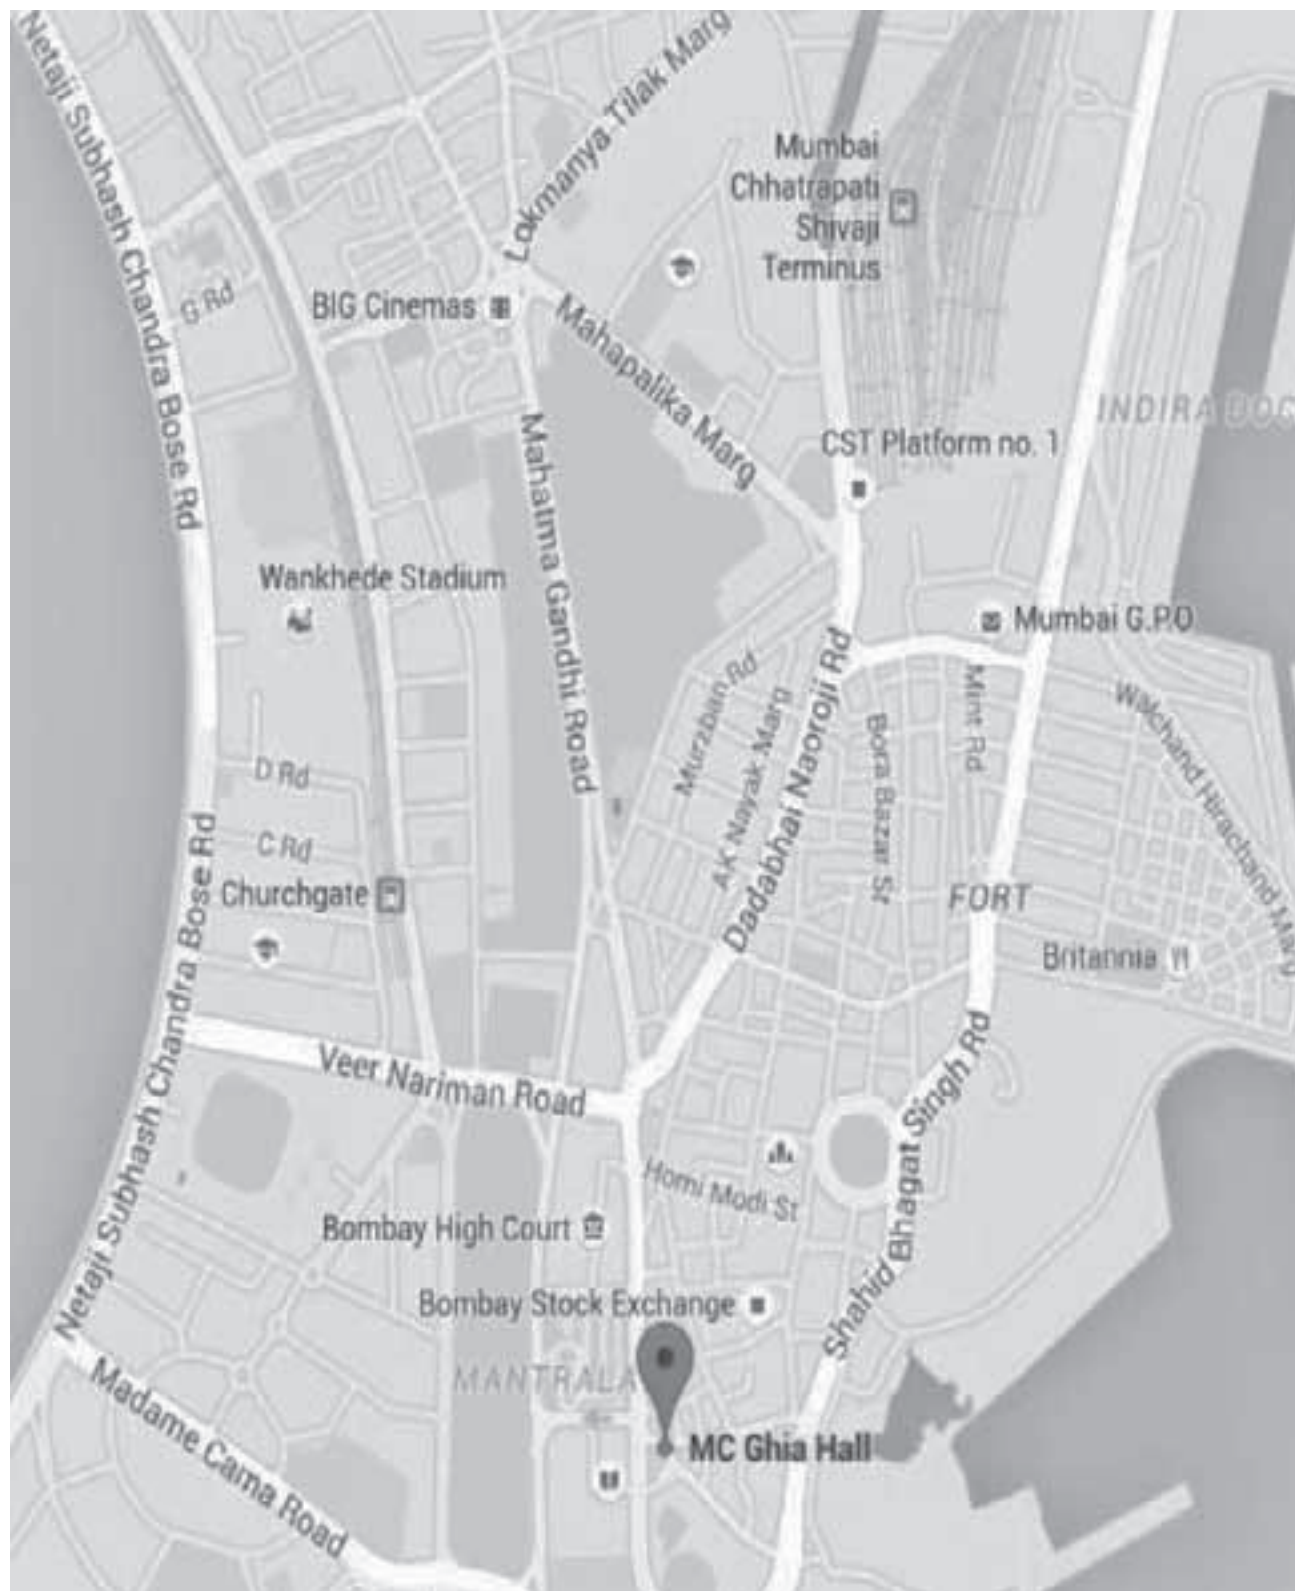 Netaji Subhash Chandra Bose Rd
Lokmanya Tilak Marg
Mumbai
Chhatrapati
Shivaji
Terminus
G Rd
BIG Cinemas
Mahapalika Marg
INDIRA DOC
CST Platform no. 1
Mahatma Gandhi Road
Wankhede Stadium
Mumbai G.P.O
Murzban Rd
AK Nayak Marg
Dadabhai Naoroji Rd
Bora Bazar St
Mint Rd
Walchand Hirachand Marg
D Rd
C Rd
Churchgate
FORT
Britannia
Netaji Subhash Chandra Bose Rd
Veer Nariman Road
Shahid Bhagat Singh Rd
Homi Modi St
Bombay High Court
Bombay Stock Exchange
MANTRALA
MC Ghia Hall
Madame Cama Road